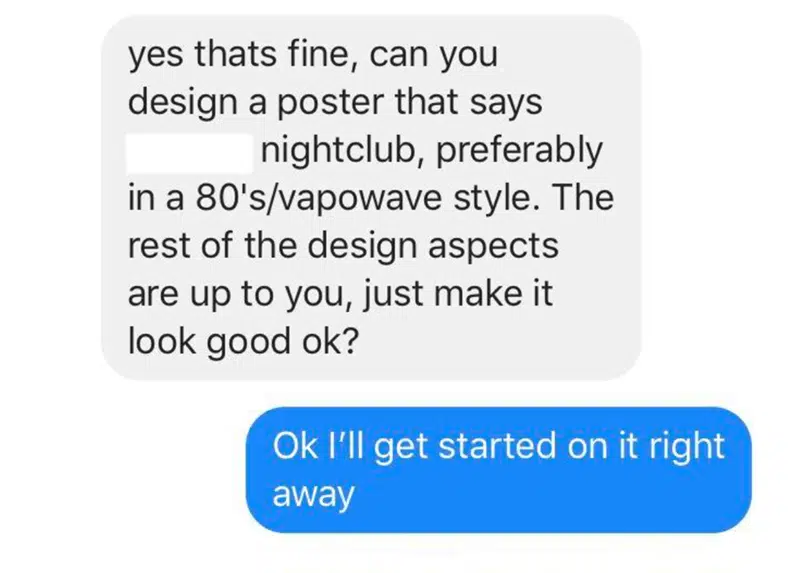 yes thats fine, can you
design a poster that says
nightclub, preferably
in a 80's/vapowave style. The
rest of the design aspects
are up to you, just make it
look good ok?
Ok I’ll get started on it right
away